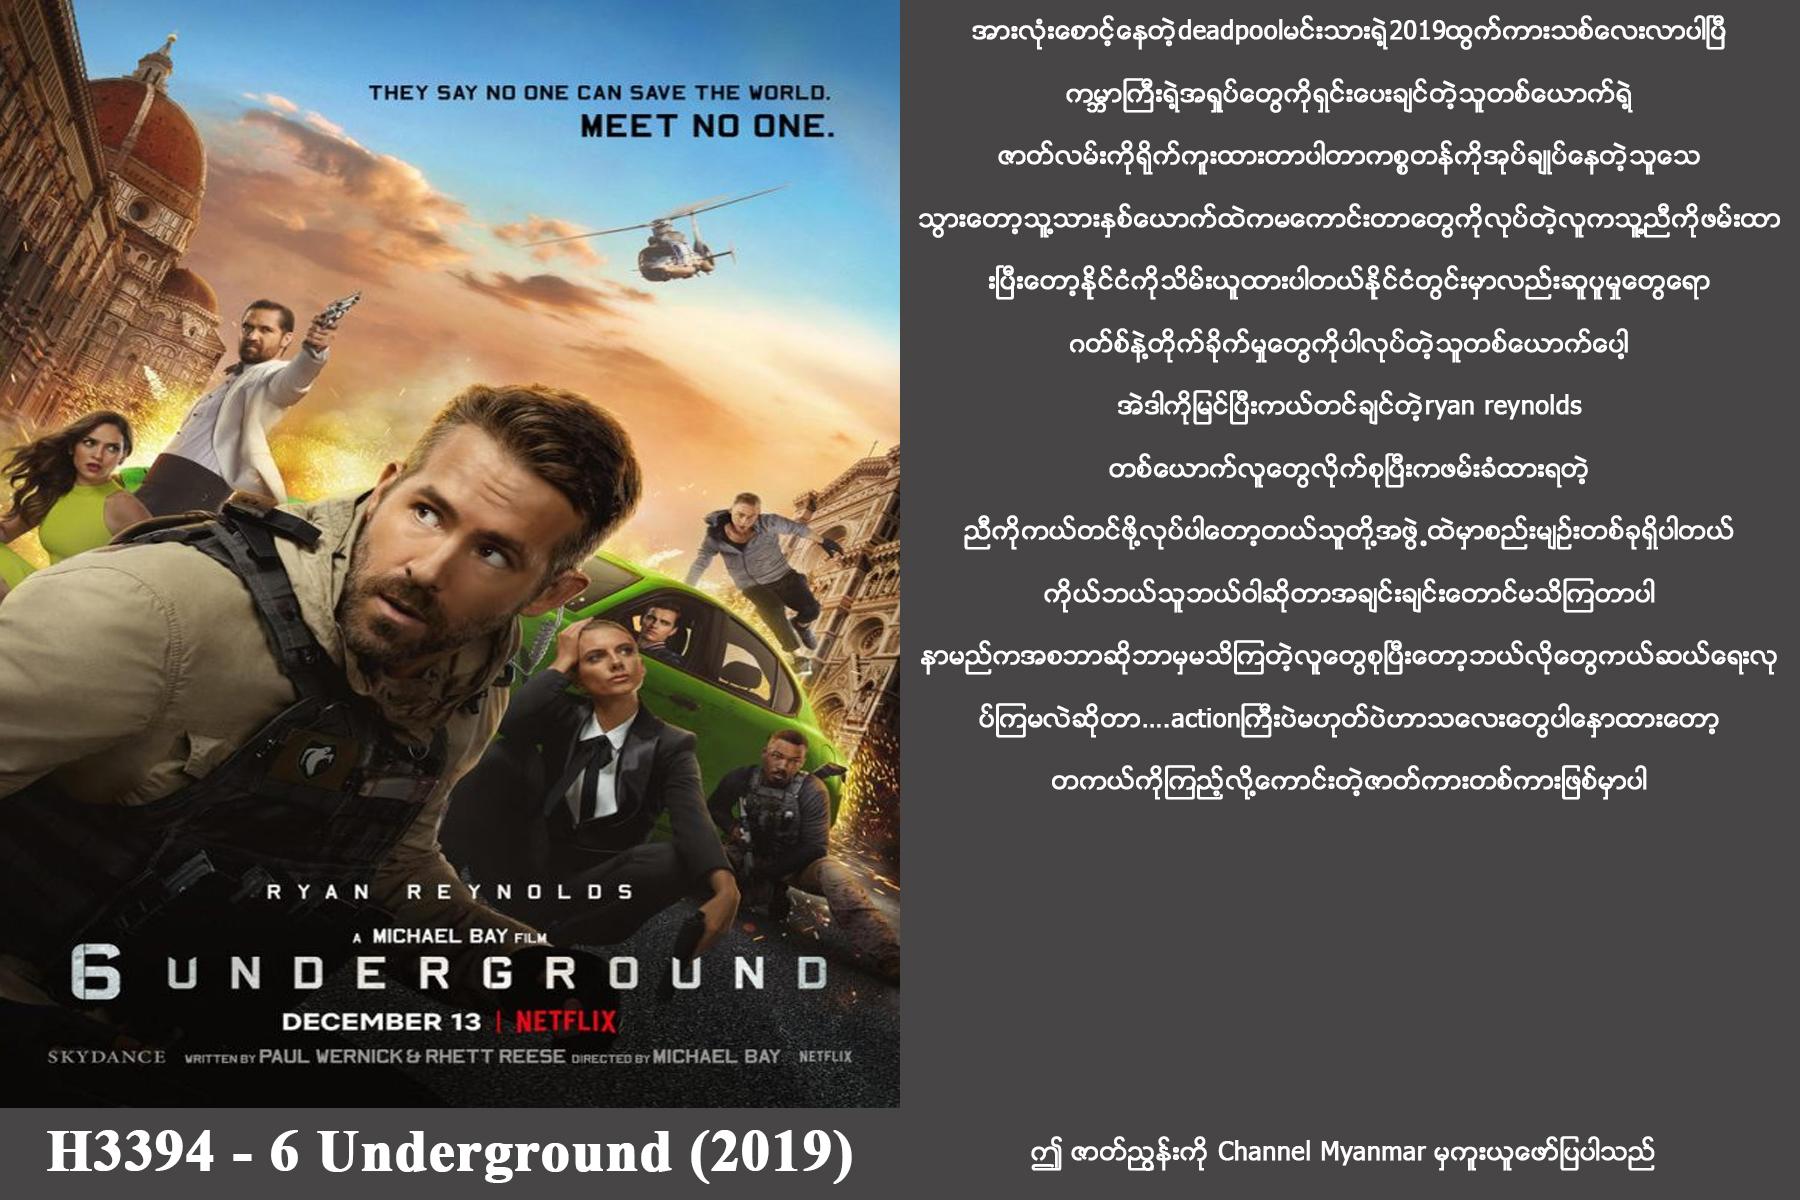 THEY SAY NO ONE CAN SAVE THE WORLD.
MEET NO ONE.
RYAN REYNOLDS
A MICHAEL BAY FILM
6 UNDERGROUND
DECEMBER 13 | NETFLIX
SKYDANCE WRITTEN BY PAUL WERNICK & RHETT REESE DIRECTED BY MICHAEL BAY NETFLIX
H3394 - 6 Underground (2019)
အားလုံးစောင့်နေတဲ့deadpoolမင်းသားရဲ့2019ထွက်ကားသစ်လေးလာပါပြီ
ကမ္ဘာကြီးရဲ့အရှုပ်တွေကိုရှင်းပေးချင်တဲ့သူတစ်ယောက်ရဲ့
ဇာတ်လမ်းကိုရိုက်ကူးထားတာပါတာကစ္စတန်ကိုအုပ်ချုပ်နေတဲ့သူသေ
သွားတော့သူ့သားနှစ်ယောက်ထဲကမကောင်းတာတွေကိုလုပ်တဲ့လူကသူ့ညီကိုဖမ်းထာ
းပြီးတော့နိုင်ငံကိုသိမ်းယူထားပါတယ်နိုင်ငံတွင်းမှာလည်းဆူပူမှုတွေရော
ဂတ်စ်နဲ့တိုက်ခိုက်မှုတွေကိုပါလုပ်တဲ့သူတစ်ယောက်ပေါ့
အဲဒါကိုမြင်ပြီးကယ်တင်ချင်တဲ့ryan reynolds
တစ်ယောက်လူတွေလိုက်စုပြီးကဖမ်းခံထားရတဲ့
ညီကိုကယ်တင်ဖို့လုပ်ပါတော့တယ်သူတို့အဖွဲ့ထဲမှာစည်းမျဉ်းတစ်ခုရှိပါတယ်
ကိုယ်ဘယ်သူဘယ်ဝါဆိုတာအချင်းချင်းတောင်မသိကြတာပါ
နာမည်ကအစဘာဆိုဘာမှမသိကြတဲ့လူတွေစုပြီးတော့ဘယ်လိုတွေကယ်ဆယ်ရေးလု
ပ်ကြမလဲဆိုတာ....actionကြီးပဲမဟုတ်ပဲဟာသလေးတွေပါနှောထားတော့
တကယ်ကိုကြည့်လို့ကောင်းတဲ့ဇာတ်ကားတစ်ကားဖြစ်မှာပါ
ဤ ဇာတ်ညွှန်းကို Channel Myanmar မှကူးယူဖော်ပြပါသည်